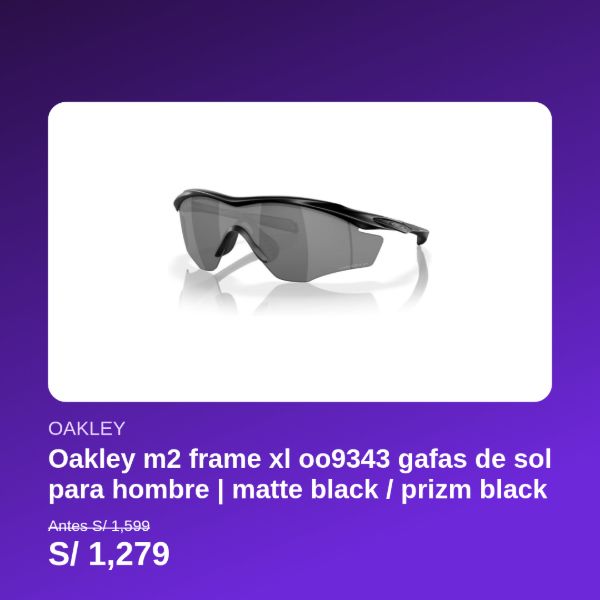 OAKLEY
Oakley m2 frame xl oo9343 gafas de sol
para hombre | matte black / prizm black
Antes S/ 1,599
S/ 1,279